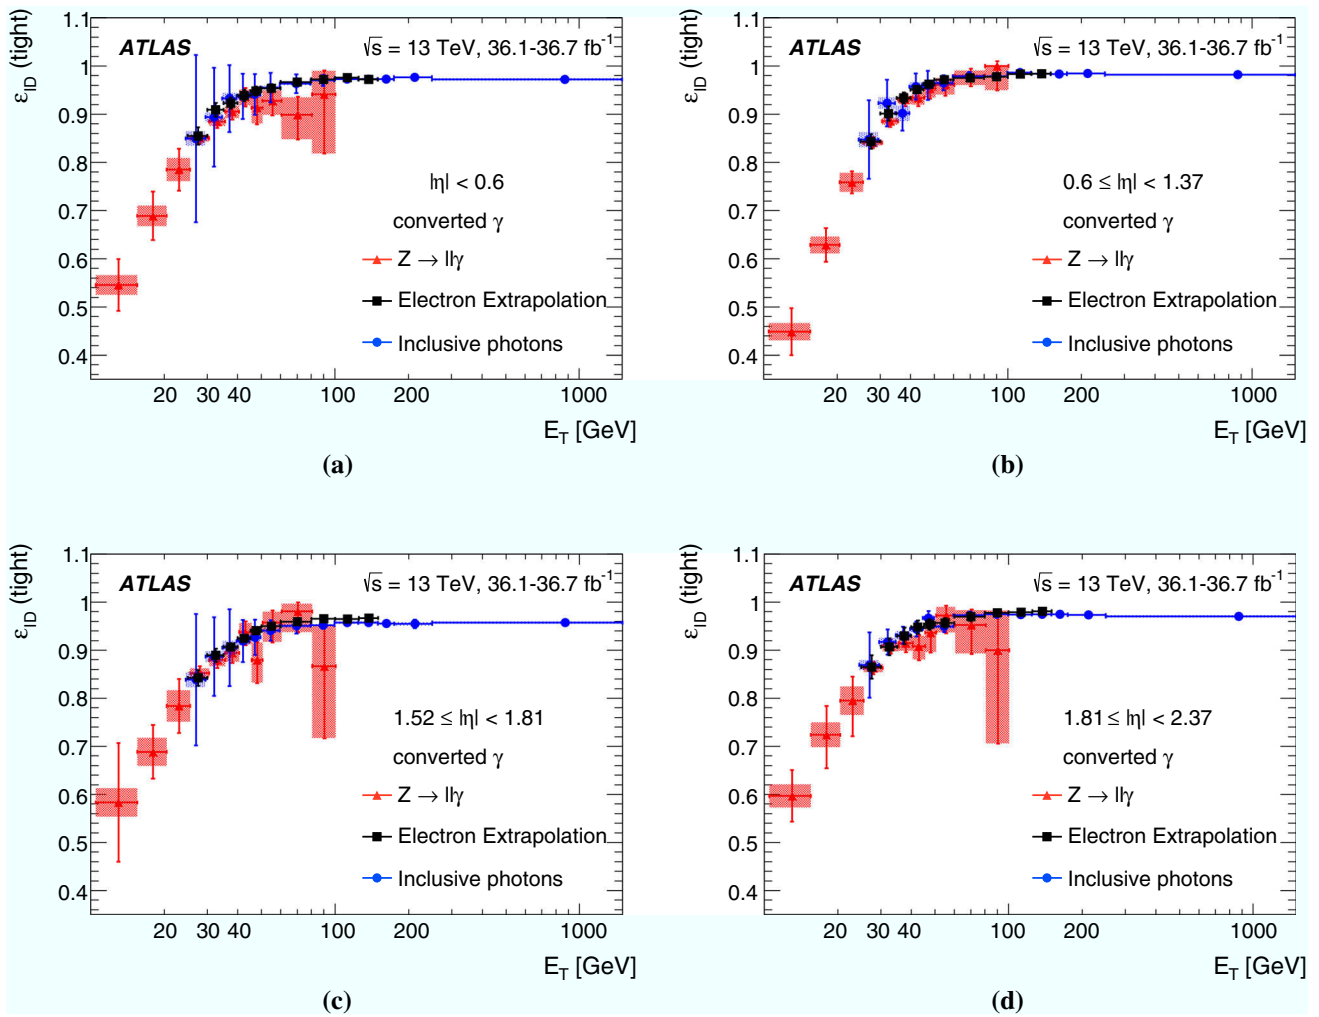 1.1
1
0.9
0.8
0.7
0.6
0.5
0.4
ε_ID (tight)
ATLAS
√s = 13 TeV, 36.1-36.7 fb⁻¹
|η| < 0.6
converted γ
Z → llγ
Electron Extrapolation
Inclusive photons
20 30 40 100 200 1000
E_T [GeV]
(a)
1.1
1
0.9
0.8
0.7
0.6
0.5
0.4
ε_ID (tight)
ATLAS
√s = 13 TeV, 36.1-36.7 fb⁻¹
0.6 ≤ |η| < 1.37
converted γ
Z → llγ
Electron Extrapolation
Inclusive photons
20 30 40 100 200 1000
E_T [GeV]
(b)
1.1
1
0.9
0.8
0.7
0.6
0.5
0.4
ε_ID (tight)
ATLAS
√s = 13 TeV, 36.1-36.7 fb⁻¹
1.52 ≤ |η| < 1.81
converted γ
Z → llγ
Electron Extrapolation
Inclusive photons
20 30 40 100 200 1000
E_T [GeV]
(c)
1.1
1
0.9
0.8
0.7
0.6
0.5
0.4
ε_ID (tight)
ATLAS
√s = 13 TeV, 36.1-36.7 fb⁻¹
1.81 ≤ |η| < 2.37
converted γ
Z → llγ
Electron Extrapolation
Inclusive photons
20 30 40 100 200 1000
E_T [GeV]
(d)